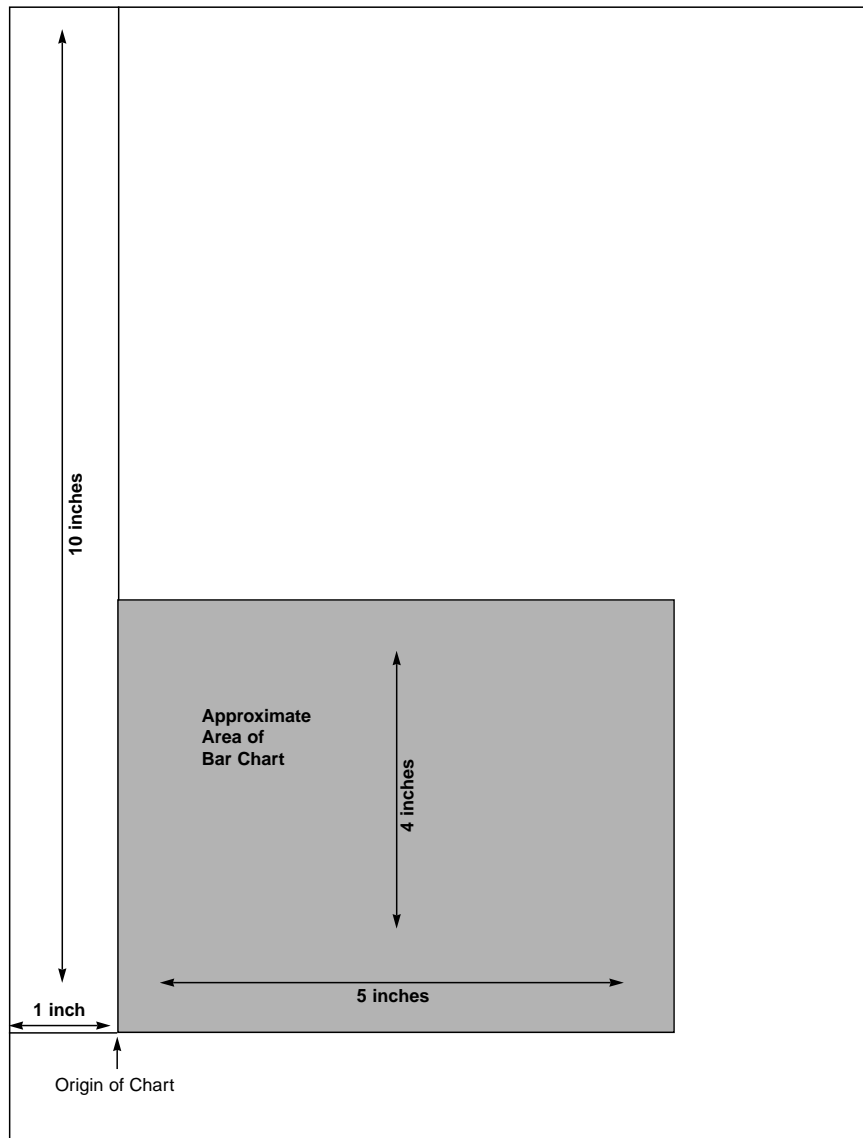 10 inches
Approximate
Area of
Bar Chart
4 inches
5 inches
1 inch
Origin of Chart